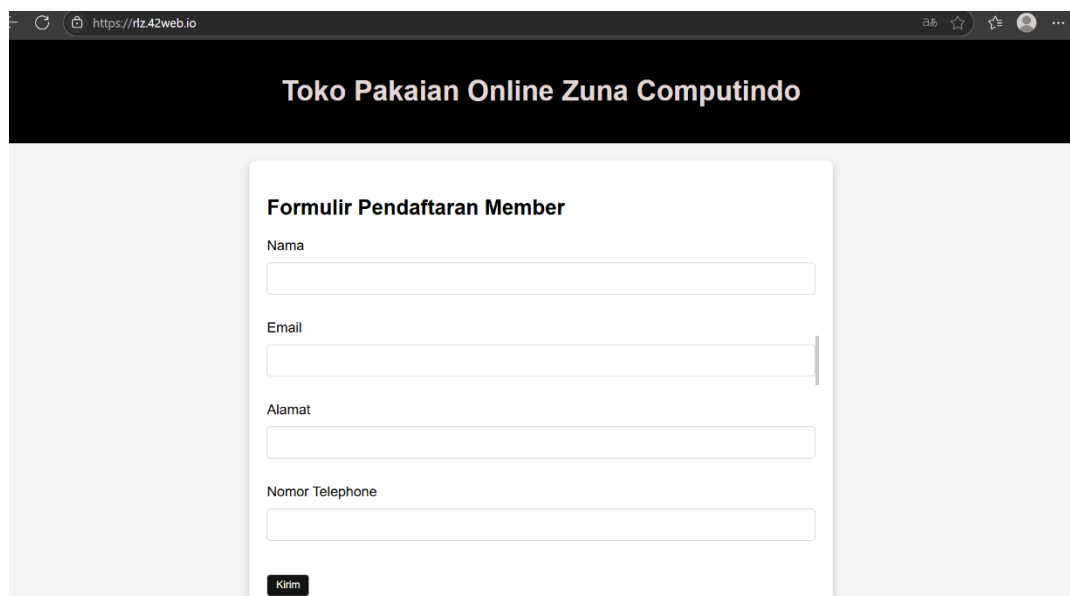 https://rlz.42web.io
Toko Pakaian Online Zuna Computindo
Formulir Pendaftaran Member
Nama
Email
Alamat
Nomor Telephone
Kirim